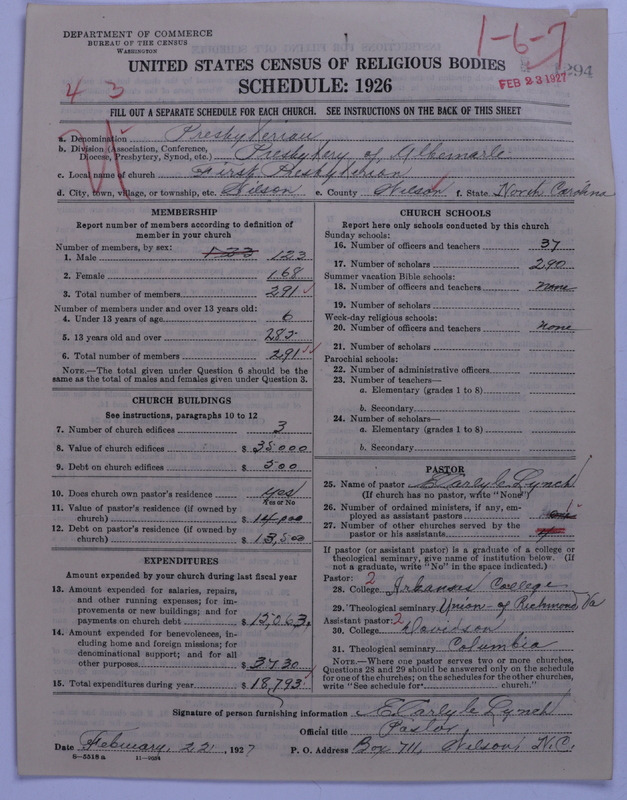 DEPARTMENT OF COMMERCE
BUREAU OF THE CENSUS
WASHINGTON
1-6-7
UNITED STATES CENSUS OF RELIGIOUS BODIES
SCHEDULE: 1926
FEB 23 1927
294
4 3
FILL OUT A SEPARATE SCHEDULE FOR EACH CHURCH. SEE INSTRUCTIONS ON THE BACK OF THIS SHEET
a. Denomination Presbyterian
b. Division (Association, Conference, Diocese, Presbytery, Synod, etc.) Presbytery of Albemarle
c. Local name of church First Presbyterian
d. City, town, village, or township, etc. Wilson e. County Wilson f. State North Carolina
MEMBERSHIP
Report number of members according to definition of
member in your church
Number of members, by sex:
1. Male 133 123
2. Female 168
3. Total number of members 291
Number of members under and over 13 years old:
4. Under 13 years of age 6
5. 13 years old and over 285
6. Total number of members 291
NOTE.—The total given under Question 6 should be
same as the total of males and females given under Question 3.
CHURCH BUILDINGS
See instructions, paragraphs 10 to 12
7. Number of church edifices 3
8. Value of church edifices $ 35000
9. Debt on church edifices $ 500
10. Does church own pastor's residence yes
Yes or No
11. Value of pastor's residence (if owned by
church) $ 14,000
12. Debt on pastor's residence (if owned by
church) $ 13,500
EXPENDITURES
Amount expended by your church during last fiscal year
13. Amount expended for salaries, repairs,
and other running expenses; for im-
provements or new buildings; and for
payments on church debt $ 15,063
14. Amount expended for benevolences, in-
cluding home and foreign missions; for
denominational support; and for all
other purposes $ 3730
15. Total expenditures during year $ 18,793
CHURCH SCHOOLS
Report here only schools conducted by this church
Sunday schools:
16. Number of officers and teachers 37
17. Number of scholars 290
Summer vacation Bible schools:
18. Number of officers and teachers none
19. Number of scholars
Week-day religious schools:
20. Number of officers and teachers none
21. Number of scholars
Parochial schools:
22. Number of administrative officers
23. Number of teachers—
a. Elementary (grades 1 to 8)
b. Secondary
24. Number of scholars—
a. Elementary (grades 1 to 8)
b. Secondary
PASTOR
25. Name of pastor E Carlyle Lynch
(If church has no pastor, write "None")
26. Number of ordained ministers, if any, em-
ployed as assistant pastors
27. Number of other churches served by the
pastor or his assistants
If pastor (or assistant pastor) is a graduate of a college or
theological seminary, give name of institution below. (If
not a graduate, write "No" in the space indicated.)
Pastor: 2
28. College Arkansas College
29. Theological seminary Union of Richmond Va
Assistant pastor: 2
30. College Davidson
31. Theological seminary Columbia
NOTE.—Where one pastor serves two or more churches,
Questions 28 and 29 should be answered only on the schedule
for one of the churches; on the schedules for the other churches,
write "See schedule for church."
Signature of person furnishing information E Carlyle Lynch
Official title Pastor
Date February 22, 1927 P. O. Address Box 711, Wilson, N.C.
8—5518a 11—1024